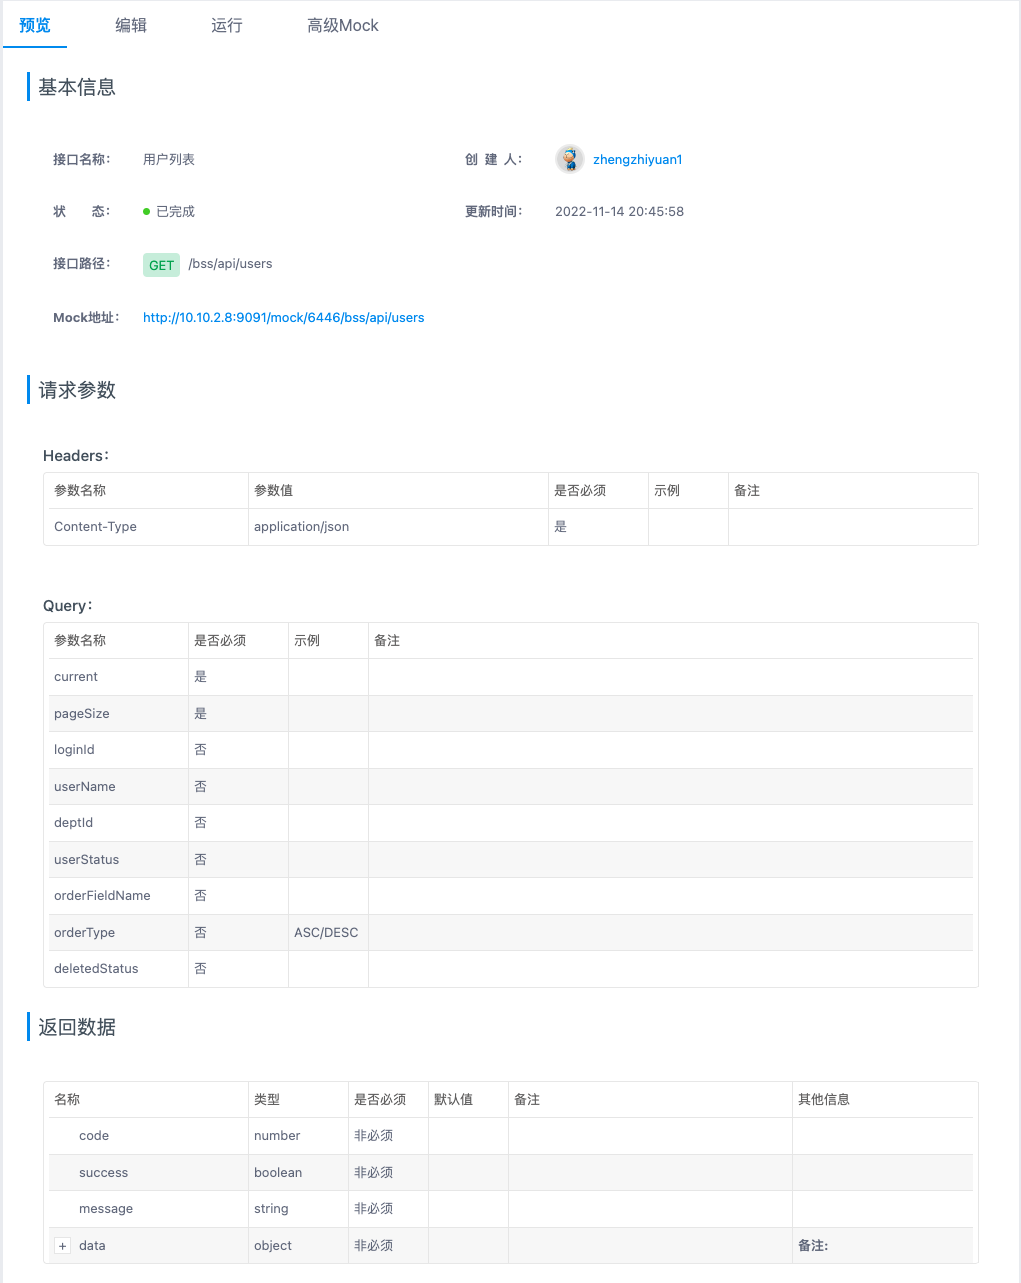 预览 编辑 运行 高级Mock
基本信息
接口名称： 用户列表 创 建 人： zhengzhiyuan1
状 态： 已完成 更新时间： 2022-11-14 20:45:58
接口路径： GET /bss/api/users
Mock地址： http://10.10.2.8:9091/mock/6446/bss/api/users
请求参数
Headers：
参数名称 参数值 是否必须 示例 备注
Content-Type application/json 是
Query：
参数名称 是否必须 示例 备注
current 是
pageSize 是
loginId 否
userName 否
deptId 否
userStatus 否
orderFieldName 否
orderType 否 ASC/DESC
deletedStatus 否
返回数据
名称 类型 是否必须 默认值 备注 其他信息
code number 非必须
success boolean 非必须
message string 非必须
+ data object 非必须 备注: